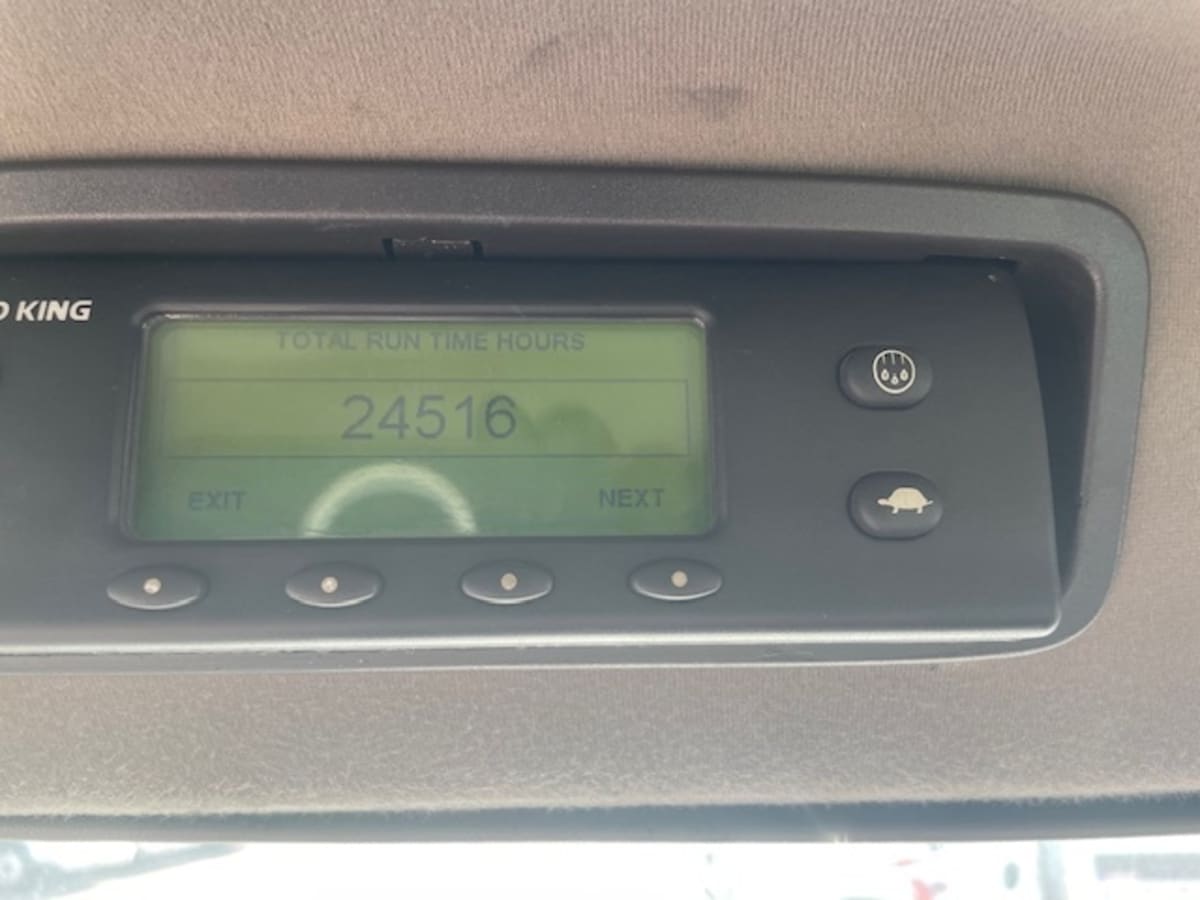 O KING
TOTAL RUN TIME HOURS
24516
EXIT
NEXT